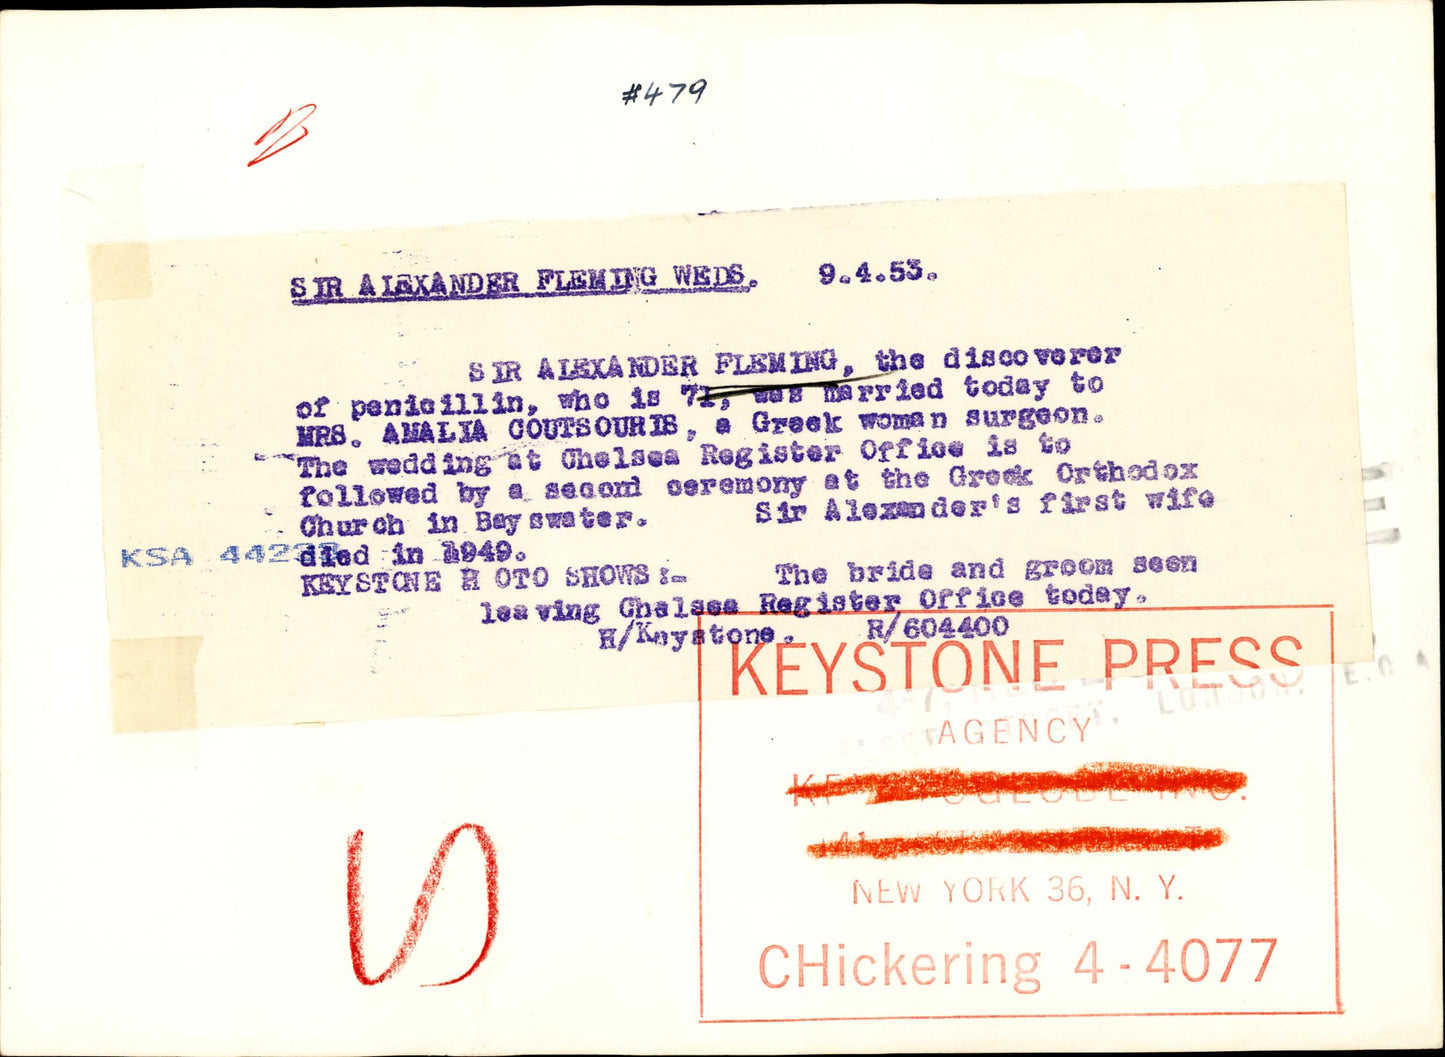 #479
SIR ALEXANDER FLEMING WEDS. 9.4.53.
SIR ALEXANDER FLEMING, the discoverer
of penicillin, who is 71, was married today to
MRS. AMALIA COUTSOURIS, a Greek woman surgeon.
The wedding at Chelsea Register Office is to
followed by a second ceremony at the Greek Orthodox
Church in Bayswater. Sir Alexander's first wife
died in 1949.
KSA 4422
KEYSTONE PHOTO SHOWS:- The bride and groom seen
leaving Chelsea Register Office today.
H/Keystone. R/604400
KEYSTONE PRESS
AGENCY
NEW YORK 36, N. Y.
CHickering 4-4077
LONDON. E.C.4